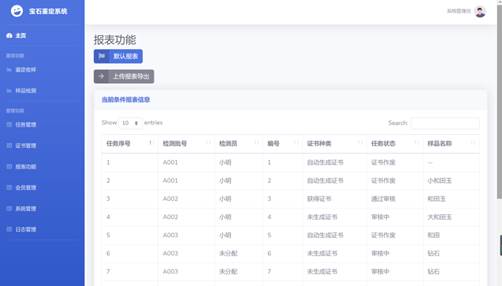 宝石鉴定系统
系统管理员
主页
鉴定功能
鉴定收样
样品检测
管理功能
任务管理
证书管理
报表功能
会员管理
系统管理
日志管理
报表功能
默认报表
上传报表导出
当前条件报表信息
Show 10 entries
Search:
任务序号 检测批号 检测员 编号 证书种类 任务状态 样品名称
1 A001 小明 1 自动生成证书 证书作废 --
2 A001 小明 2 自动生成证书 证书作废 小和田玉
3 A002 小明 3 获得证书 通过审核 和田玉
4 A002 小明 4 未生成证书 审核中 大和田玉
5 A003 小明 5 自动生成证书 证书作废 和田
6 A003 未分配 6 未生成证书 审核中 钻石
7 A003 未分配 7 未生成证书 审核中 钻石